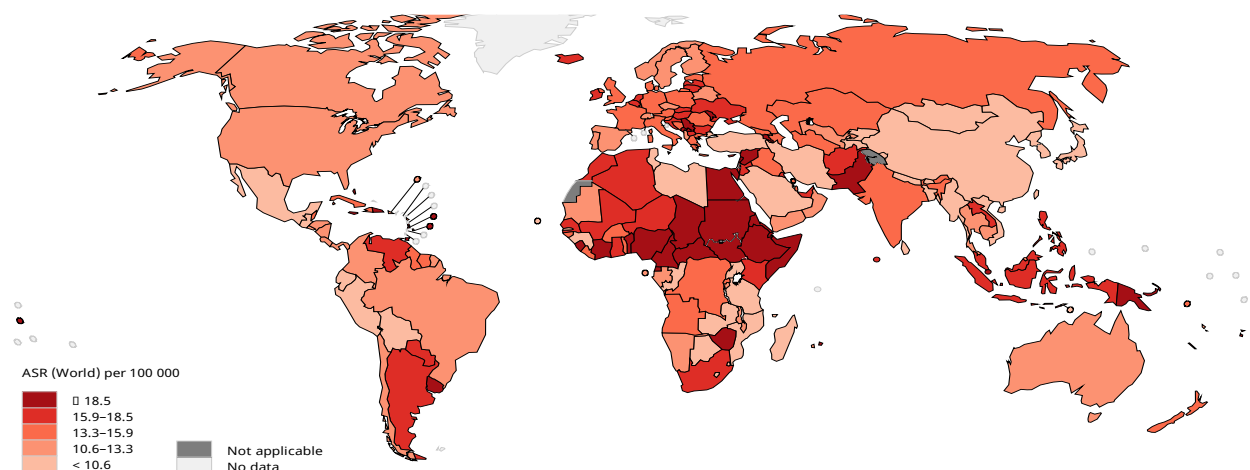 ASR (World) per 100 000
▯ 18.5
15.9–18.5
13.3–15.9
10.6–13.3
< 10.6
Not applicable
No data